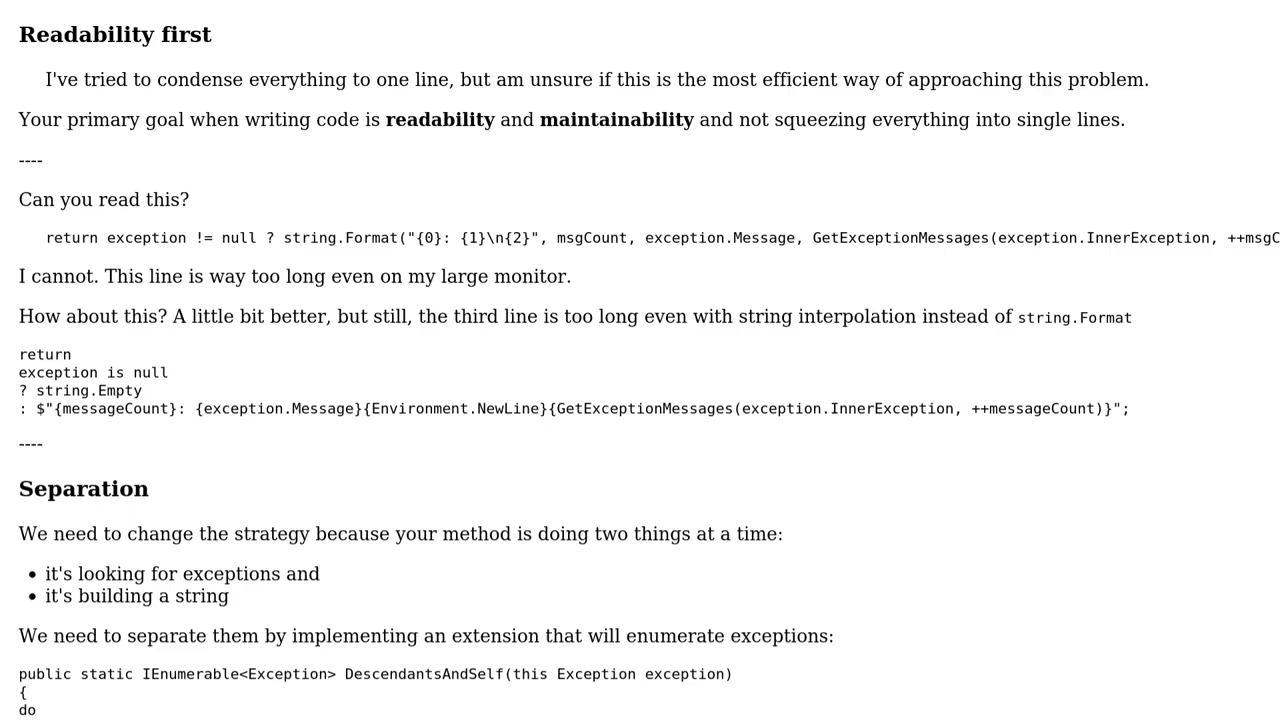 Readability first
I've tried to condense everything to one line, but am unsure if this is the most efficient way of approaching this problem.
Your primary goal when writing code is readability and maintainability and not squeezing everything into single lines.
----
Can you read this?
return exception != null ? string.Format("{0}: {1}\n{2}", msgCount, exception.Message, GetExceptionMessages(exception.InnerException, ++msgC
I cannot. This line is way too long even on my large monitor.
How about this? A little bit better, but still, the third line is too long even with string interpolation instead of string.Format
return
exception is null
? string.Empty
: $"{messageCount}: {exception.Message}{Environment.NewLine}{GetExceptionMessages(exception.InnerException, ++messageCount)}";
----
Separation
We need to change the strategy because your method is doing two things at a time:
• it's looking for exceptions and
• it's building a string
We need to separate them by implementing an extension that will enumerate exceptions:
public static IEnumerable<Exception> DescendantsAndSelf(this Exception exception)
{
do